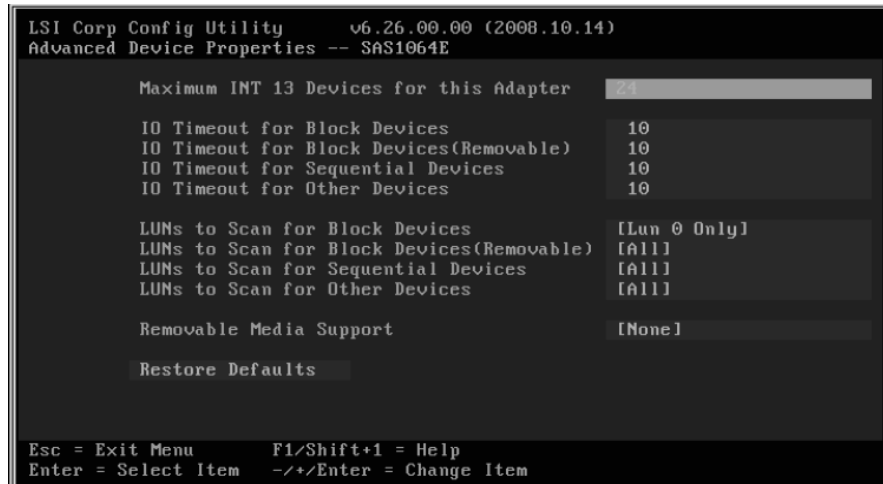 LSI Corp Config Utility v6.26.00.00 (2008.10.14)
Advanced Device Properties -- SAS1064E
Maximum INT 13 Devices for this Adapter 24
IO Timeout for Block Devices 10
IO Timeout for Block Devices(Removable) 10
IO Timeout for Sequential Devices 10
IO Timeout for Other Devices 10
LUNs to Scan for Block Devices [Lun 0 Only]
LUNs to Scan for Block Devices(Removable) [All]
LUNs to Scan for Sequential Devices [All]
LUNs to Scan for Other Devices [All]
Removable Media Support [None]
Restore Defaults
Esc = Exit Menu F1/Shift+1 = Help
Enter = Select Item -/+/Enter = Change Item